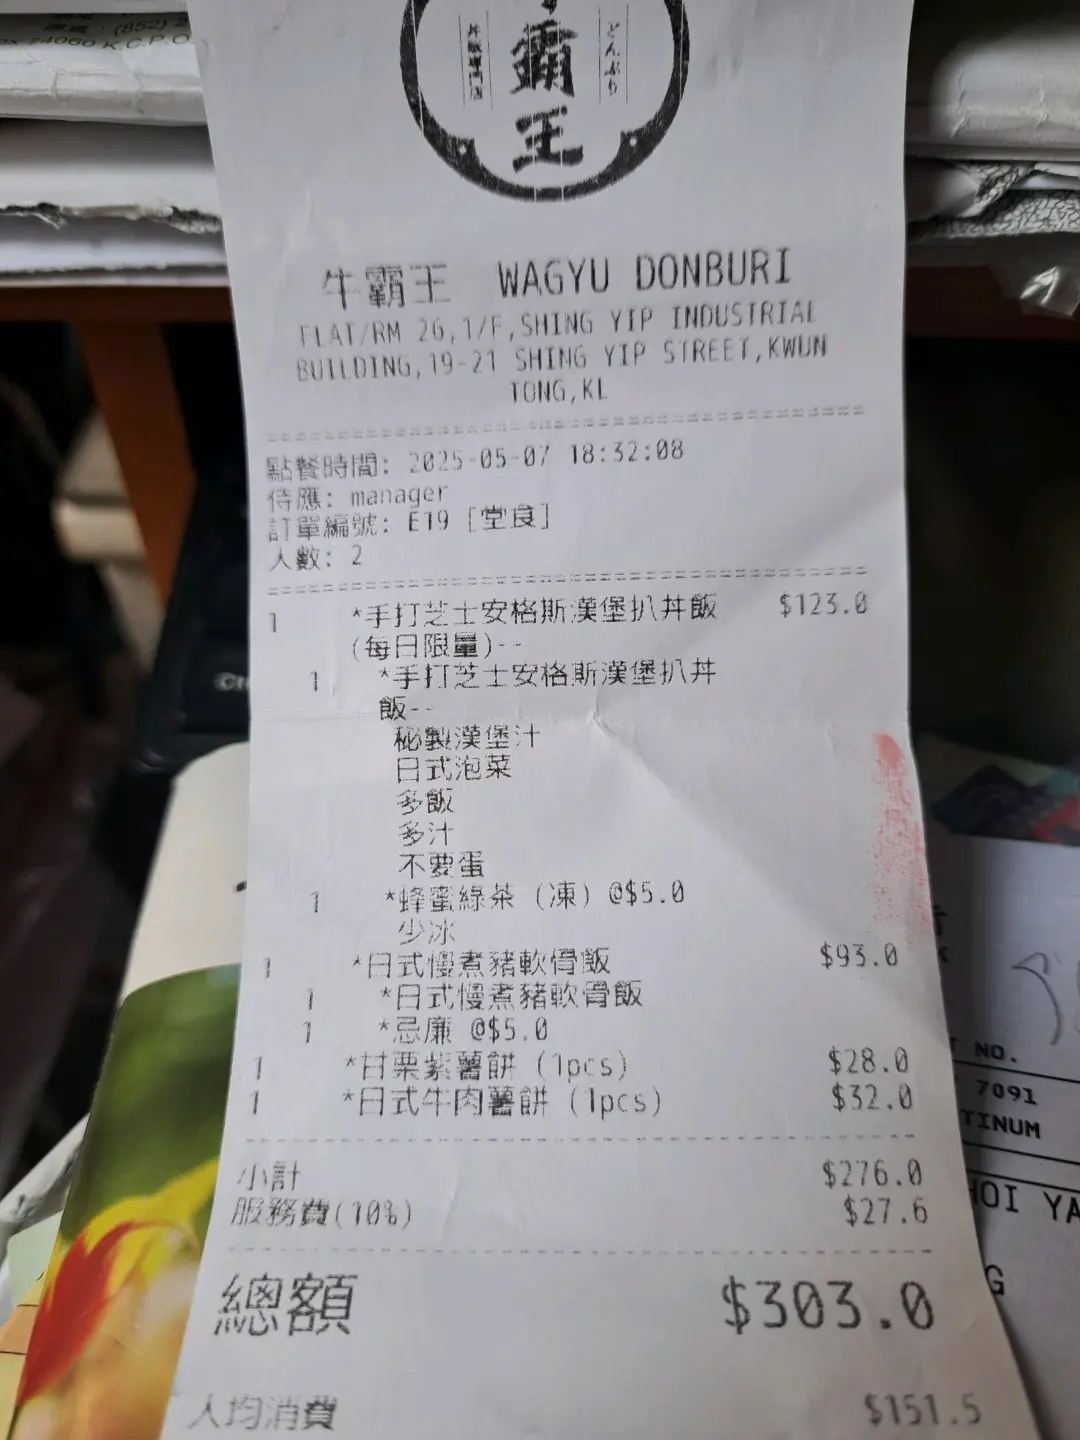 (852) 2
74060 K.C.P.O
霸
王
どんぶり
牛霸王 WAGYU DONBURI
FLAT/RM 26,1/F,SHING YIP INDUSTRIAL
BUILDING,19-21 SHING YIP STREET,KWUN
TONG,KL
點餐時間: 2025-05-07 18:32:08
侍應: manager
訂單編號: E19 [堂食]
人數: 2
1 *手打芝士安格斯漢堡扒丼飯 $123.0
(每日限量)--
1 *手打芝士安格斯漢堡扒丼
飯--
秘製漢堡汁
日式泡菜
多飯
多汁
不要蛋
1 *蜂蜜綠茶 (凍) @$5.0
少冰
1 *日式慢煮豬軟骨飯 $93.0
1 *日式慢煮豬軟骨飯
1 *忌廉 @$5.0
1 *甘栗紫薯餅 (1pcs) $28.0
1 *日式牛肉薯餅 (1pcs) $32.0
小計 $276.0
服務費(10%) $27.6
總額 $303.0
人均消費 $151.5
NO.
7091
TINUM
HOI YA
G